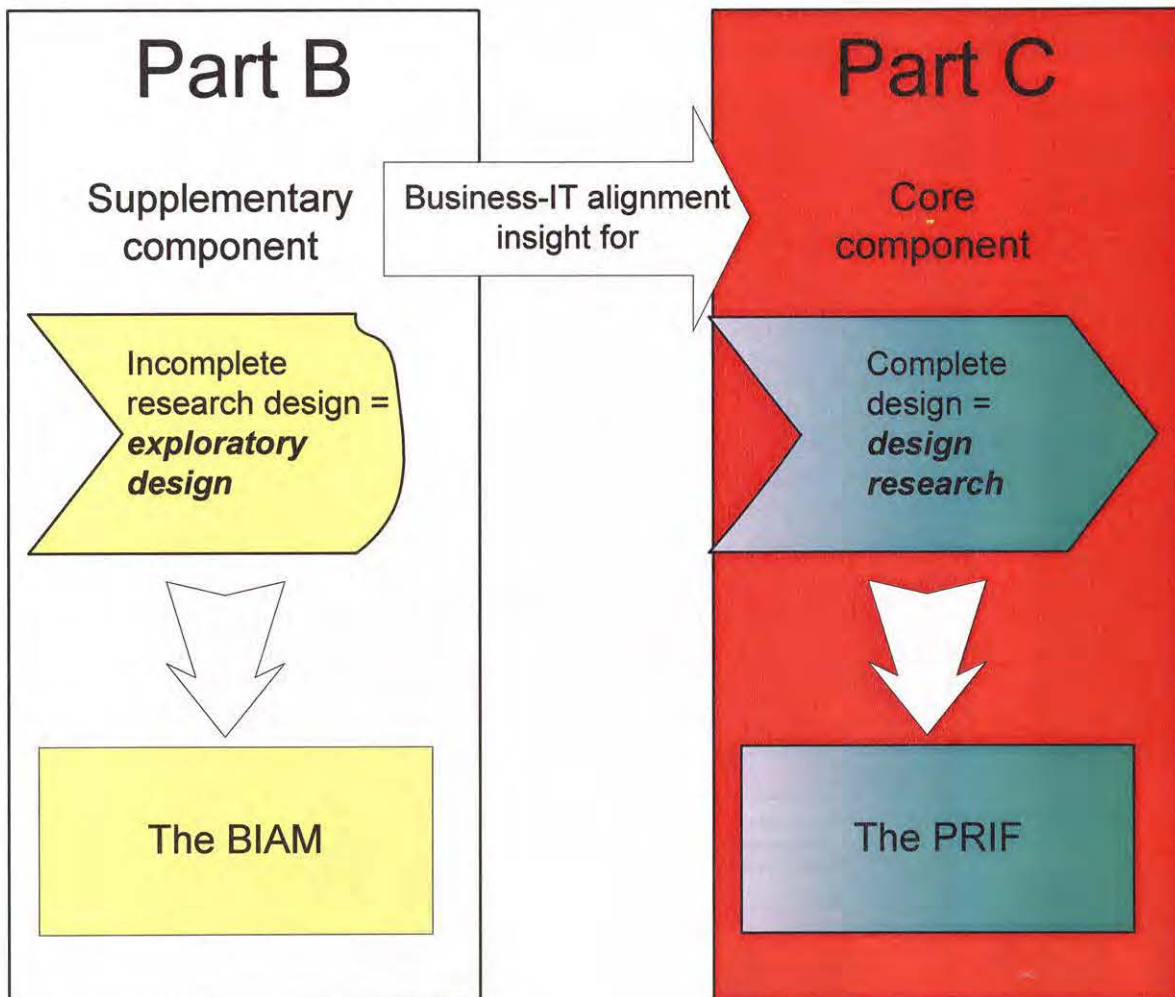 Part B
Supplementary
component
Incomplete
research design =
exploratory
design
The BIAM
Business-IT alignment
insight for
Part C
Core
component
Complete
design =
design
research
The PRIF